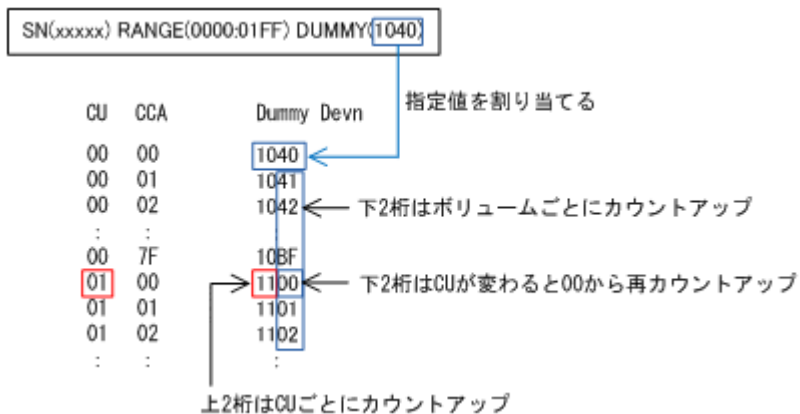 SN(xxxxx) RANGE(0000:01FF) DUMMY(1040)
指定値を割り当てる
CU CCA Dummy Devn
00 00 1040
00 01 1041
00 02 1042 下2桁はボリュームごとにカウントアップ
: : :
00 7F 10BF
01 00 1100 下2桁はCUが変わると00から再カウントアップ
01 01 1101
01 02 1102
: : :
上2桁はCUごとにカウントアップ